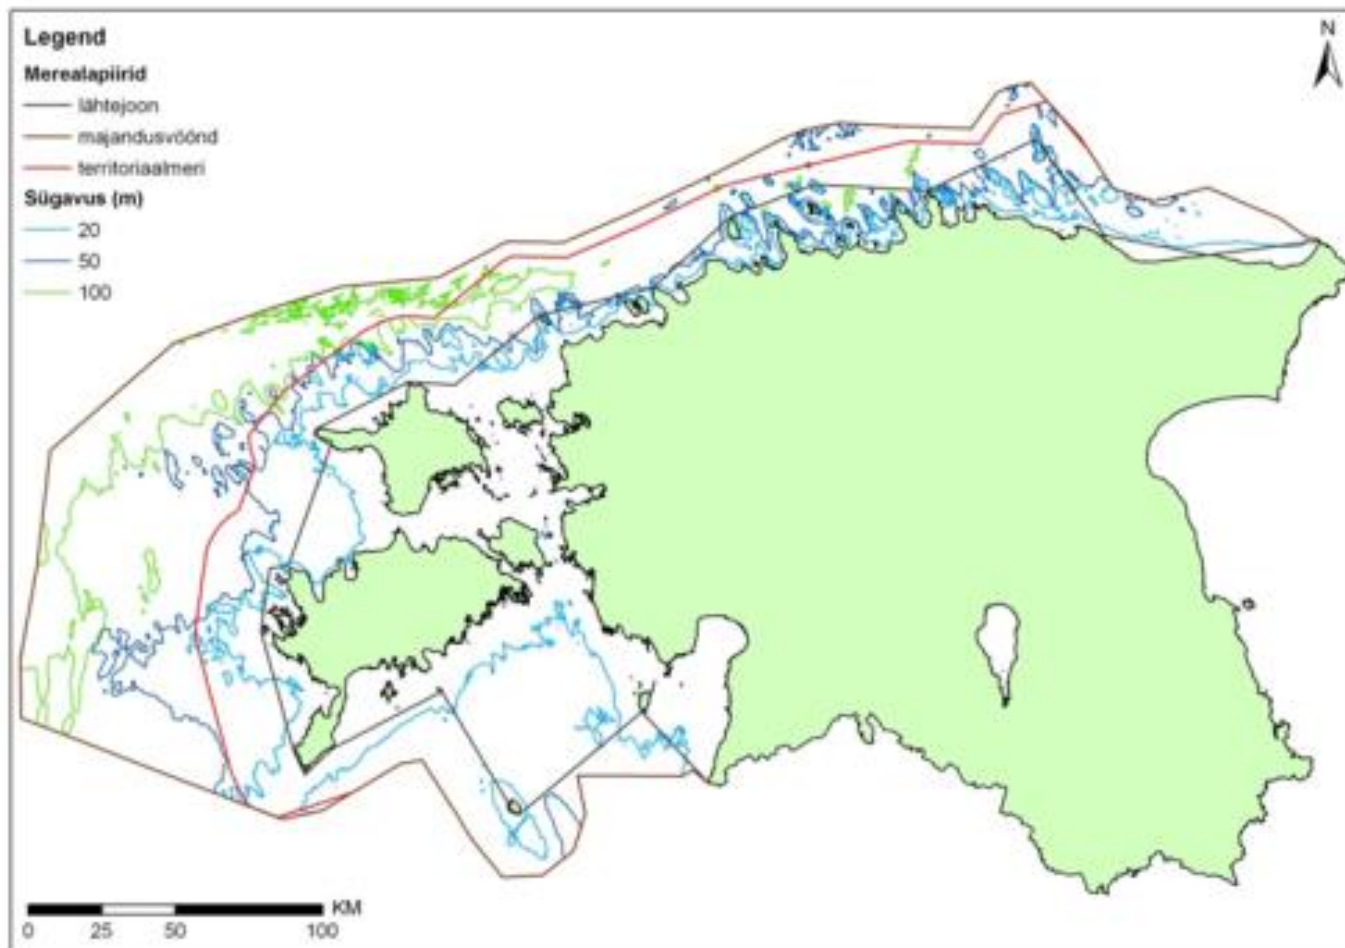 Legend
Merealapiirid
lähtejoon
majandusvöönd
territoriaalmeri
Sügavus (m)
20
50
100
N
KM
0 25 50 100